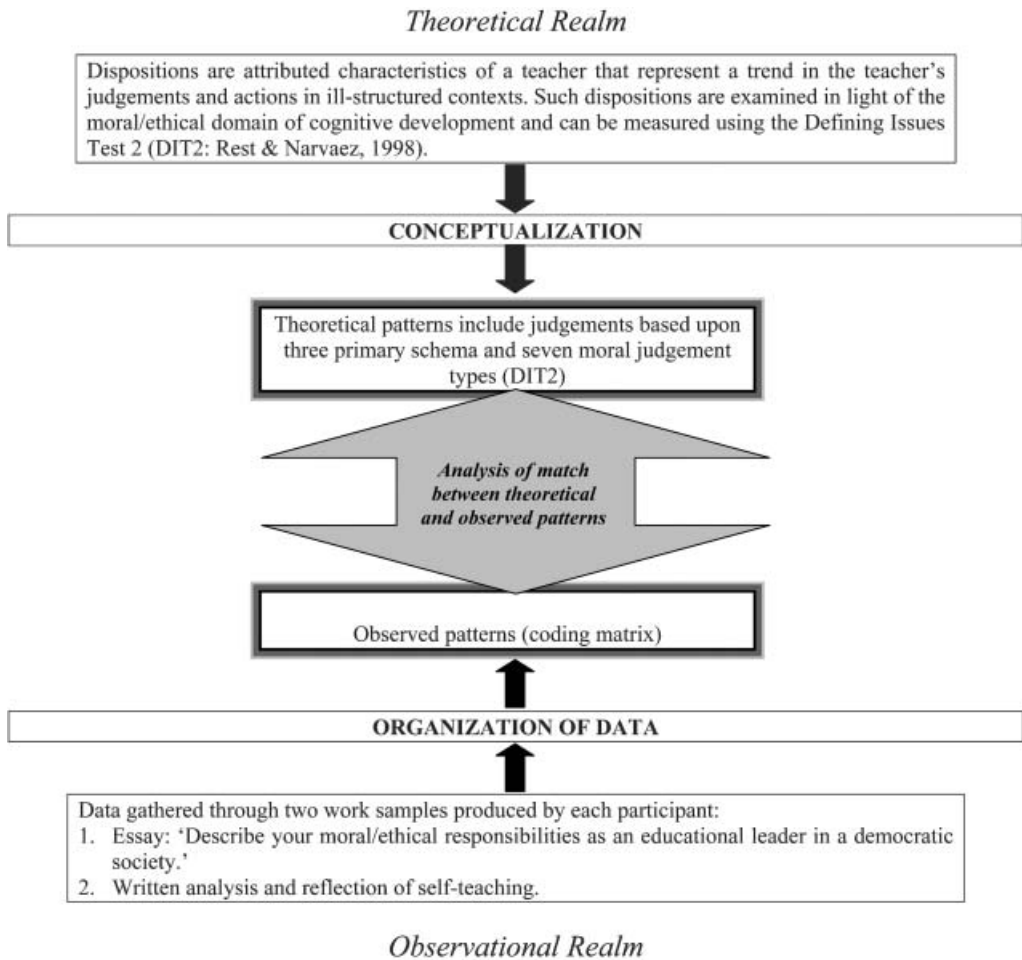 Theoretical Realm
Dispositions are attributed characteristics of a teacher that represent a trend in the teacher's
judgements and actions in ill-structured contexts. Such dispositions are examined in light of the
moral/ethical domain of cognitive development and can be measured using the Defining Issues
Test 2 (DIT2: Rest & Narvaez, 1998).
CONCEPTUALIZATION
Theoretical patterns include judgements based upon
three primary schema and seven moral judgement
types (DIT2)
Analysis of match
between theoretical
and observed patterns
Observed patterns (coding matrix)
ORGANIZATION OF DATA
Data gathered through two work samples produced by each participant:
1. Essay: 'Describe your moral/ethical responsibilities as an educational leader in a democratic
society.'
2. Written analysis and reflection of self-teaching.
Observational Realm